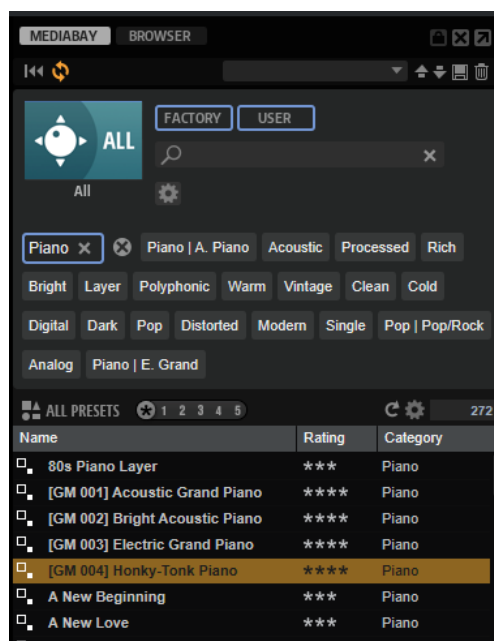 MEDIABAY BROWSER
ALL FACTORY USER
All
Piano Piano | A. Piano Acoustic Processed Rich
Bright Layer Polyphonic Warm Vintage Clean Cold
Digital Dark Pop Distorted Modern Single Pop | Pop/Rock
Analog Piano | E. Grand
ALL PRESETS 1 2 3 4 5 272
Name Rating Category
80s Piano Layer *** Piano
[GM 001] Acoustic Grand Piano **** Piano
[GM 002] Bright Acoustic Piano **** Piano
[GM 003] Electric Grand Piano **** Piano
[GM 004] Honky-Tonk Piano **** Piano
A New Beginning *** Piano
A New Love *** Piano